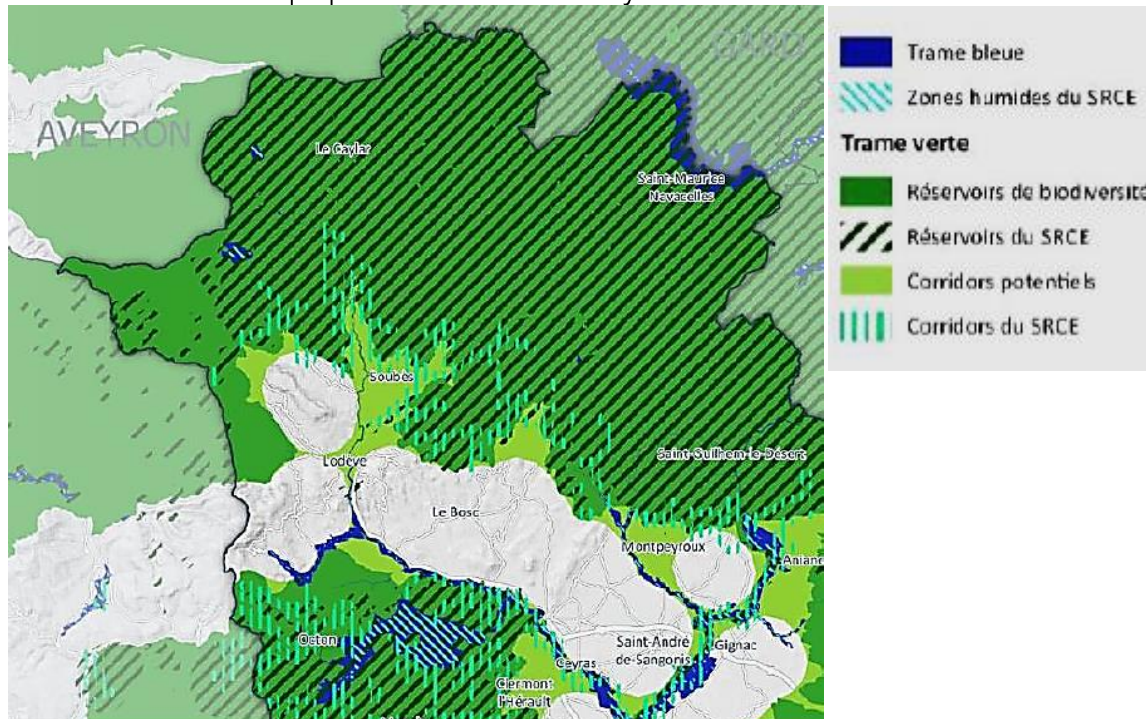 GARD
AVEYRON
Le Caylar
Saint-Maurice
Navacelles
Soubès
Lodève
Saint-Guilhem-le-Désert
Le Bosc
Montpeyroux
Aniane
Octon
Saint-André
de-Sangonis
Gignac
Ceyras
Clermont
l'Hérault
Trame bleue
Zones humides du SRCE
Trame verte
Réservoirs de biodiversité
Réservoirs du SRCE
Corridors potentiels
Corridors du SRCE